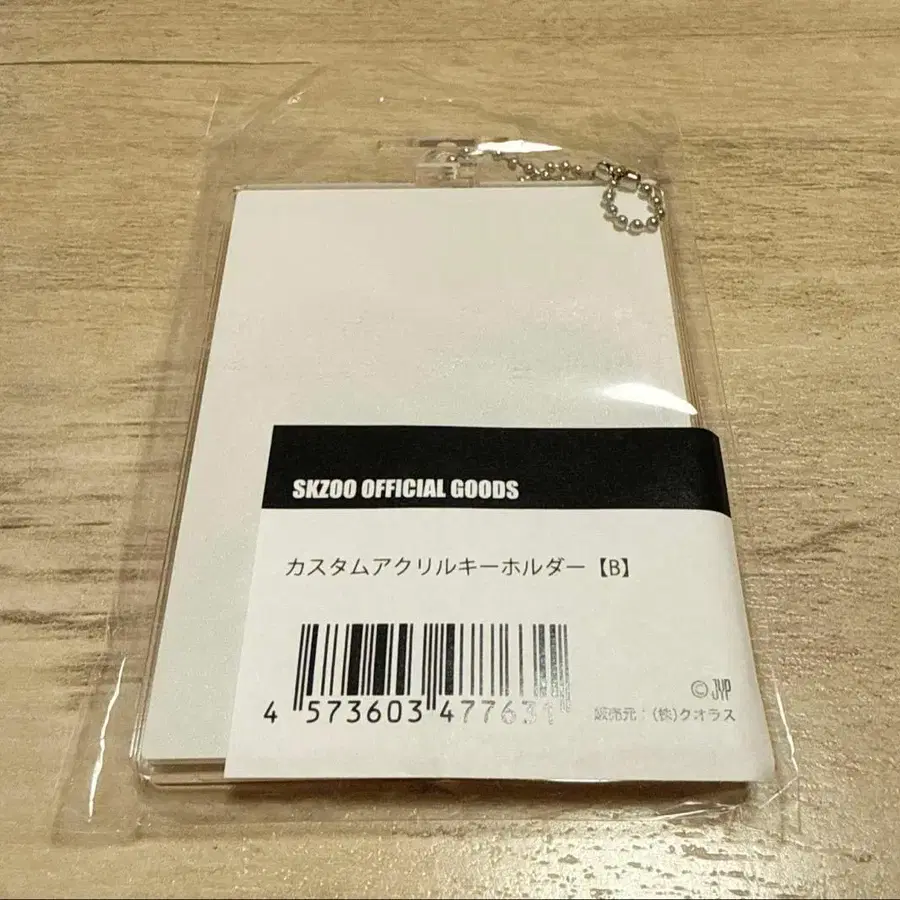 SKZOO OFFICIAL GOODS
カスタムアクリルキーホルダー【B】
4 573603 477631
© JYP
販売元：(株)クオラス